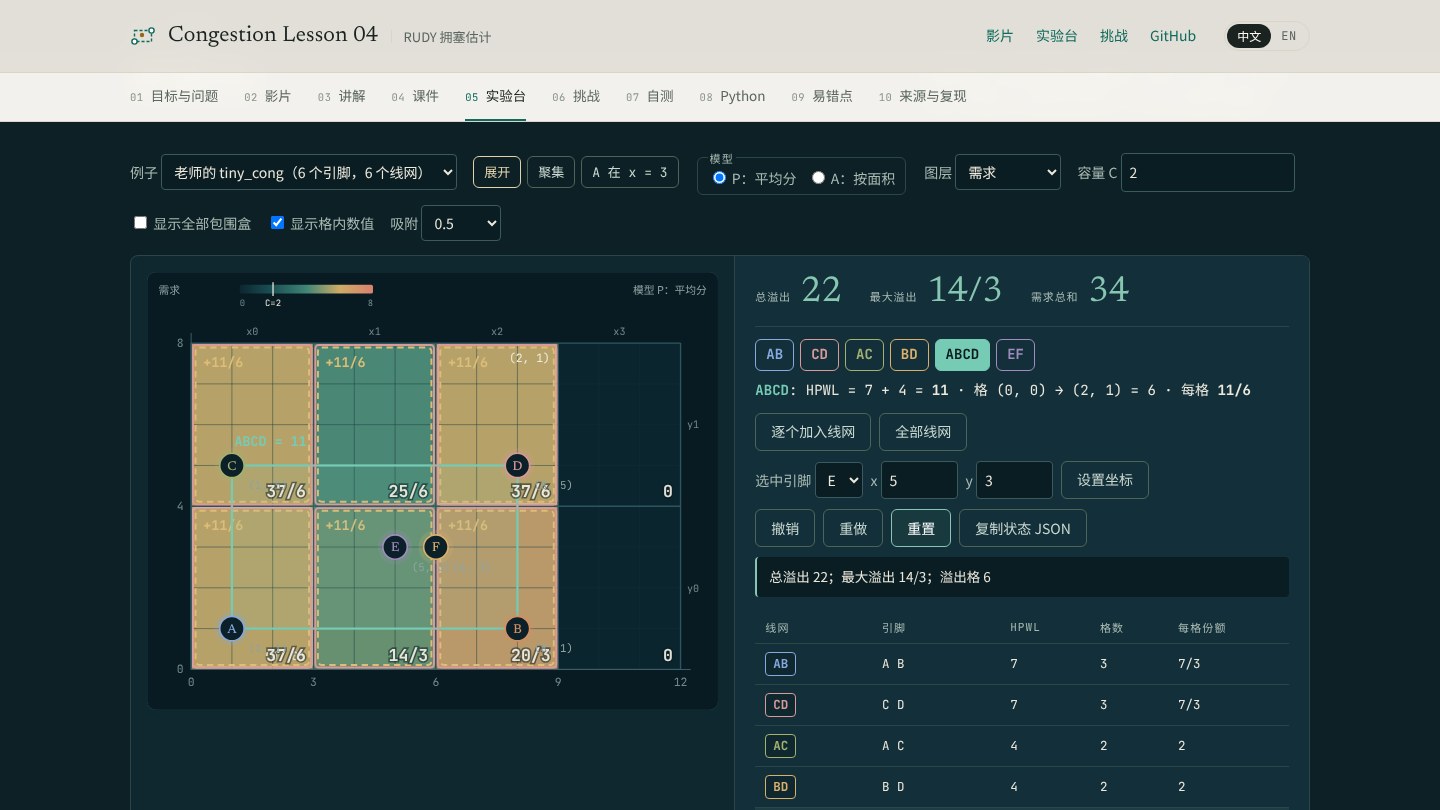 Congestion Lesson 04 RUDY 拥塞估计 影片 实验台 挑战 GitHub 中文 EN
01 目标与问题 02 影片 03 讲解 04 课件 05 实验台 06 挑战 07 自测 08 Python 09 易错点 10 来源与复现
例子 老师的 tiny_cong（6 个引脚，6 个线网） 展开 聚集 A 在 x = 3 模型 P：平均分 A：按面积 图层 需求 容量 C 2
显示全部包围盒 显示格内数值 吸附 0.5
需求 0 C=2 8 模型 P：平均分
x0 x1 x2 x3
8 +11/6 +11/6 +11/6 (2, 1)
y1
ABCD = 11
C D
37/6 25/6 37/6 5) 0
4 +11/6 +11/6 +11/6
E F
y0
A B
37/6 14/3 20/3 1) 0
0
0 3 6 9 12
总溢出 22 最大溢出 14/3 需求总和 34
AB CD AC BD ABCD EF
ABCD: HPWL = 7 + 4 = 11 · 格 (0, 0) → (2, 1) = 6 · 每格 11/6
逐个加入线网 全部线网
选中引脚 E x 5 y 3 设置坐标
撤销 重做 重置 复制状态 JSON
总溢出 22；最大溢出 14/3；溢出格 6
线网 引脚 HPWL 格数 每格份额
AB A B 7 3 7/3
CD C D 7 3 7/3
AC A C 4 2 2
BD B D 4 2 2